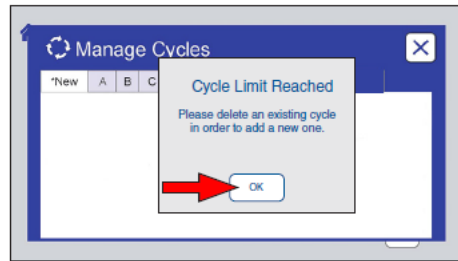 Manage Cycles
*New A B C
Cycle Limit Reached
Please delete an existing cycle
in order to add a new one.
OK